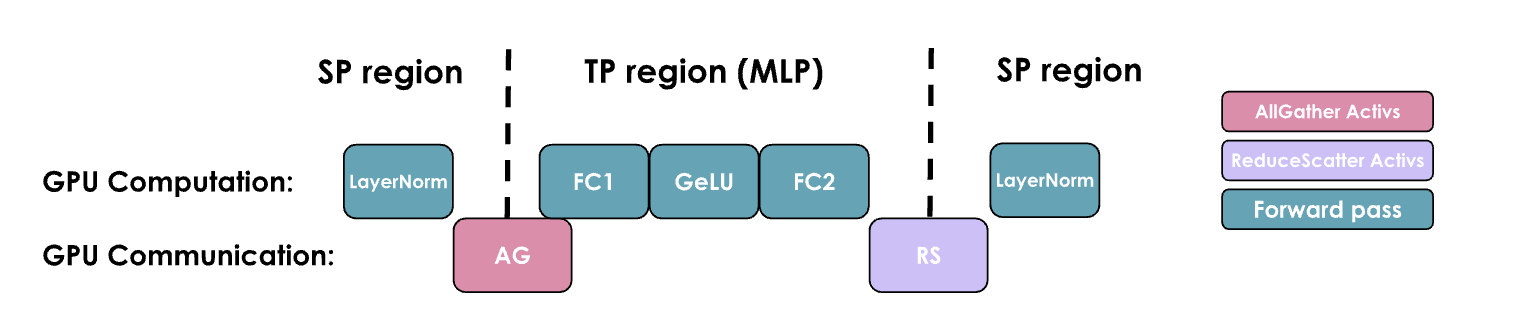 SP region
TP region (MLP)
SP region
AllGather Activs
ReduceScatter Activs
Forward pass
GPU Computation:
LayerNorm
FC1
GeLU
FC2
LayerNorm
GPU Communication:
AG
RS